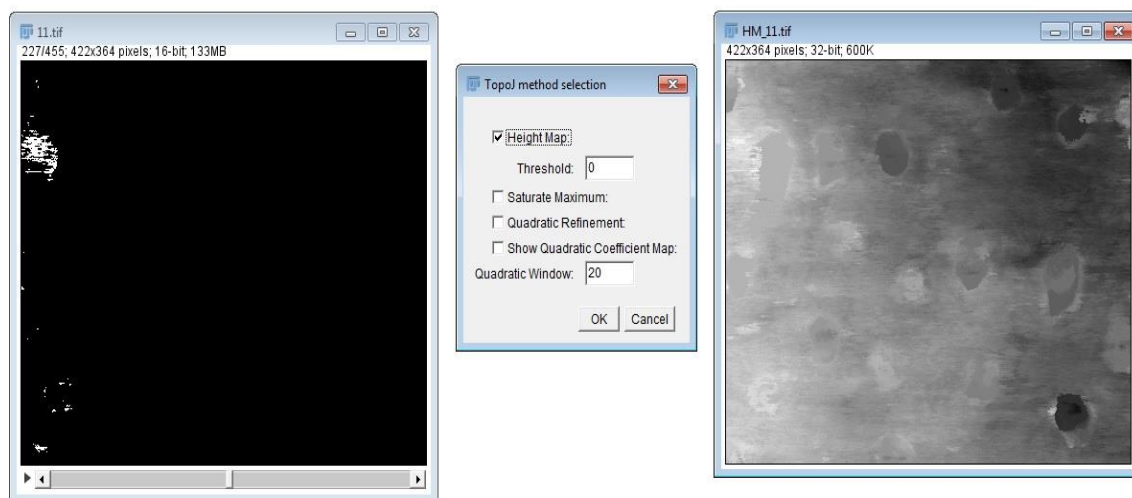 11.tif
227/455; 422x364 pixels; 16-bit; 133MB
TopoJ method selection
Height Map:
Threshold: 0
Saturate Maximum:
Quadratic Refinement:
Show Quadratic Coefficient Map:
Quadratic Window: 20
OK Cancel
HM_11.tif
422x364 pixels; 32-bit; 600K